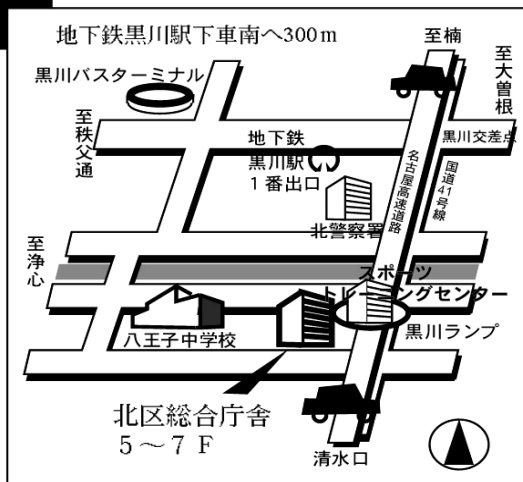 地下鉄黒川駅下車南へ300m
黒川バスターミナル
至楠
至大曽根
至秩父通
地下鉄
黒川駅
1番出口
黒川交差点
名古屋高速道路
国道41号線
北警察署
至浄心
スポーツ
トレーニングセンター
八王子中学校
黒川ランプ
北区総合庁舎
5～7F
清水口